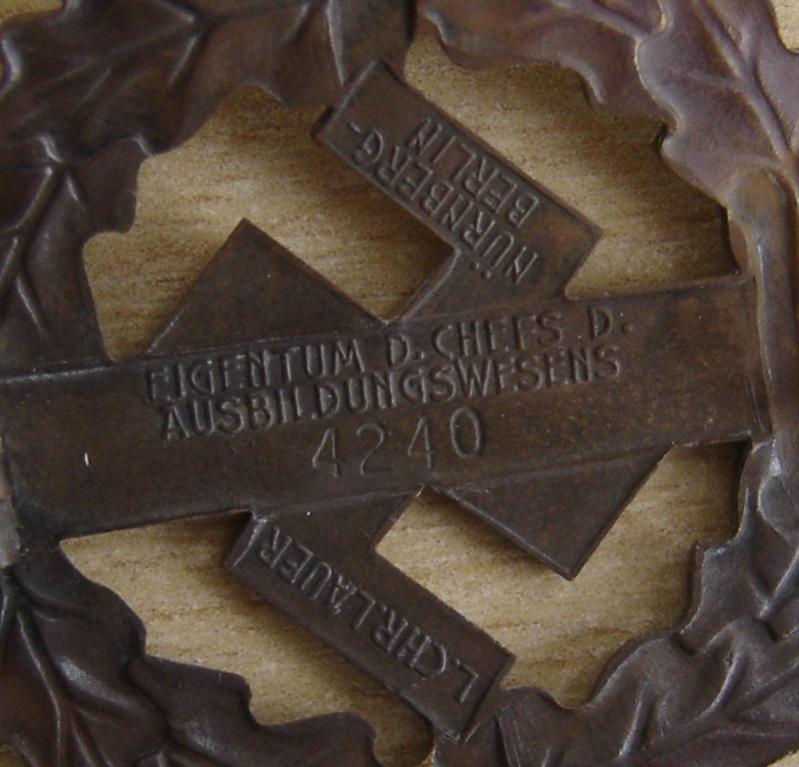 NÜRNBERG-
BERLIN
EIGENTUM D. CHEFS D.
AUSBILDUNGSWESENS
4240
L.CHR.LAUER